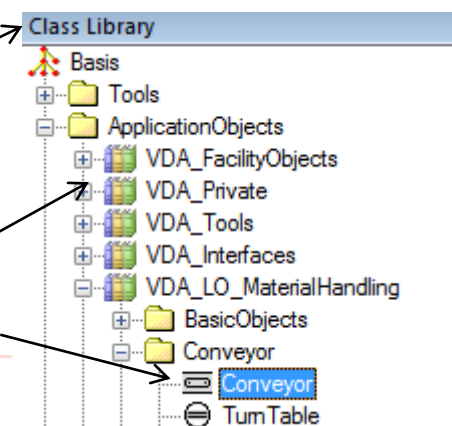 Class Library
Basis
Tools
ApplicationObjects
VDA_FacilityObjects
VDA_Private
VDA_Tools
VDA_Interfaces
VDA_LO_MaterialHandling
BasicObjects
Conveyor
Conveyor
TurnTable